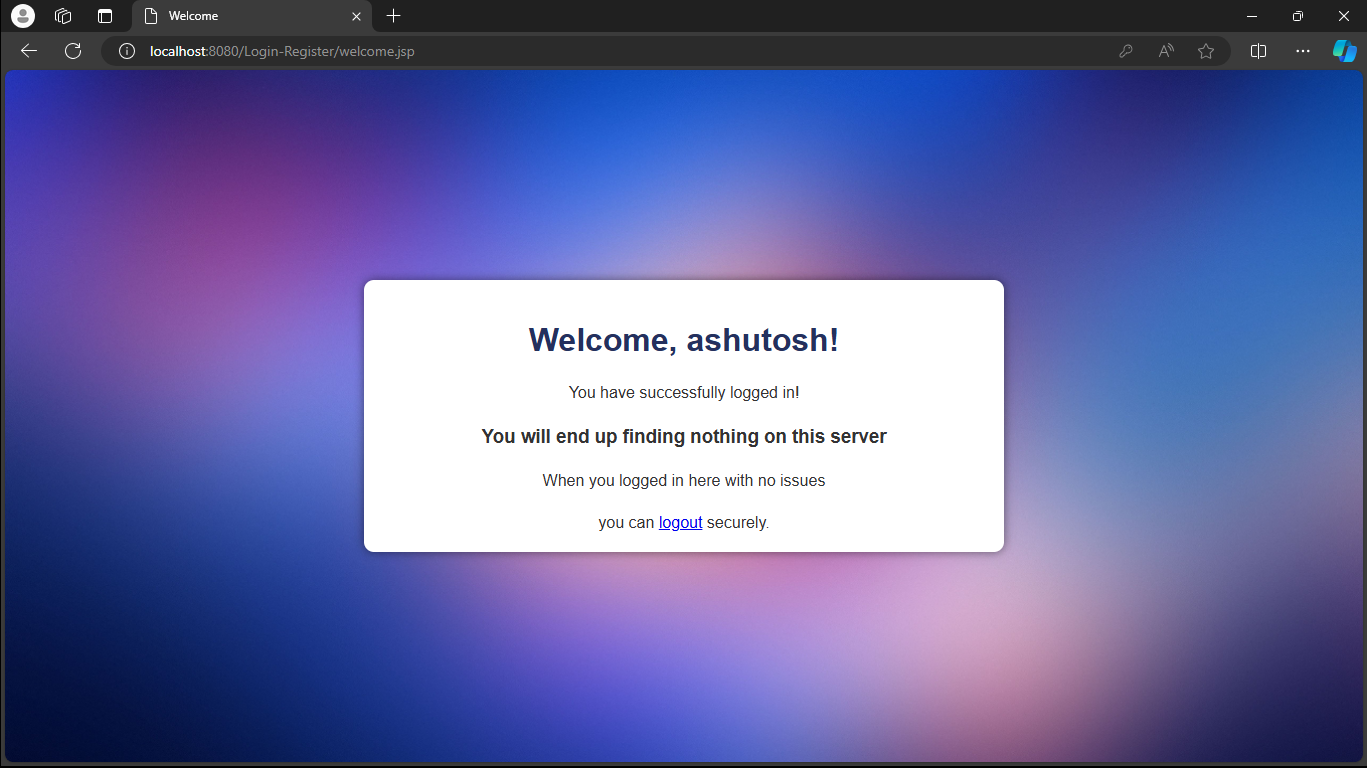 Welcome
localhost:8080/Login-Register/welcome.jsp
Welcome, ashutosh!
You have successfully logged in!
You will end up finding nothing on this server
When you logged in here with no issues
you can logout securely.